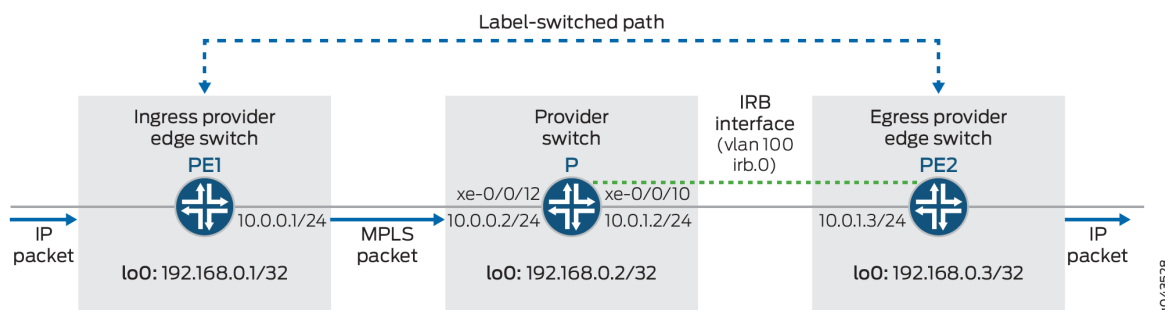 Label-switched path
Ingress provider
edge switch
PE1
10.0.0.1/24
lo0: 192.168.0.1/32
IP
packet
MPLS
packet
Provider
switch
P
xe-0/0/12
xe-0/0/10
10.0.0.2/24
10.0.1.2/24
lo0: 192.168.0.2/32
IRB
interface
(vlan 100
irb.0)
Egress provider
edge switch
PE2
10.0.1.3/24
lo0: 192.168.0.3/32
IP
packet